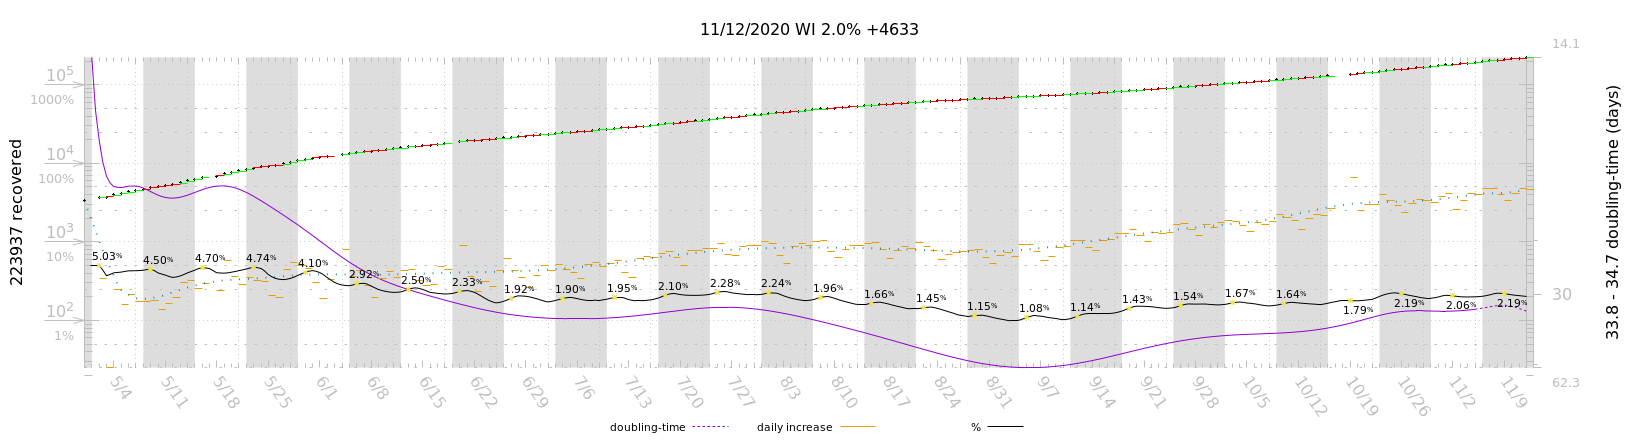 11/12/2020 WI 2.0% +4633
14.1
10⁵
1000%
10⁴
100%
10³
10%
10²
1%
223937 recovered
5.03% 4.50% 4.70% 4.74% 4.10% 2.92% 2.50% 2.33% 1.92% 1.90% 1.95% 2.10% 2.28% 2.24% 1.96% 1.66% 1.45% 1.15% 1.08% 1.14% 1.43% 1.54% 1.67% 1.64% 1.79% 2.19% 2.06% 2.19%
30
33.8 - 34.7 doubling-time (days)
62.3
5/4 5/11 5/18 5/25 6/1 6/8 6/15 6/22 6/29 7/6 7/13 7/20 7/27 8/3 8/10 8/17 8/24 8/31 9/7 9/14 9/21 9/28 10/5 10/12 10/19 10/26 11/2 11/9
doubling-time daily increase %